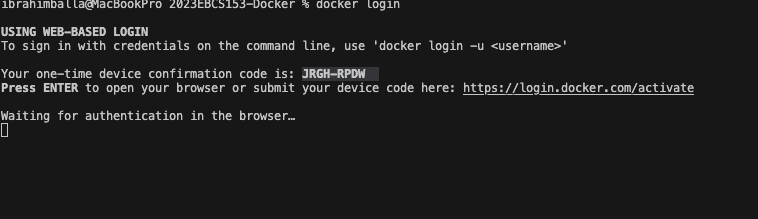 ibrahimballa@MacBookPro 2023EBCS153-Docker % docker login
USING WEB-BASED LOGIN
To sign in with credentials on the command line, use 'docker login -u <username>'
Your one-time device confirmation code is: JRGH-RPDW
Press ENTER to open your browser or submit your device code here: https://login.docker.com/activate
Waiting for authentication in the browser…